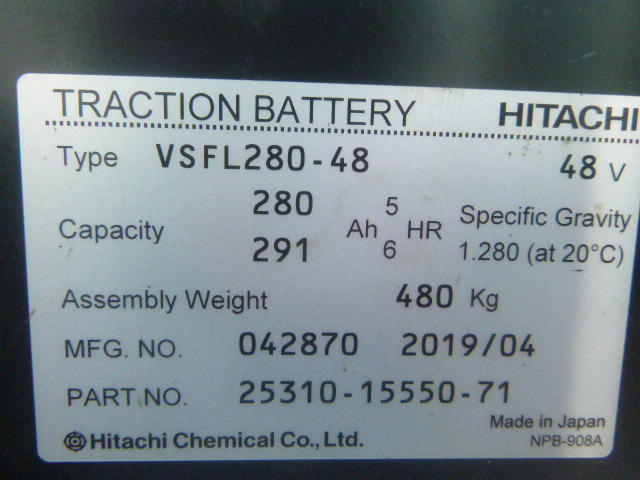 TRACTION BATTERY HITACHI
Type VSFL280-48 48 V
Capacity 280 Ah 5 HR Specific Gravity
291 6 1.280 (at 20°C)
Assembly Weight 480 Kg
MFG. NO. 042870 2019/04
PART NO. 25310-15550-71
Made in Japan
Hitachi Chemical Co., Ltd. NPB-908A